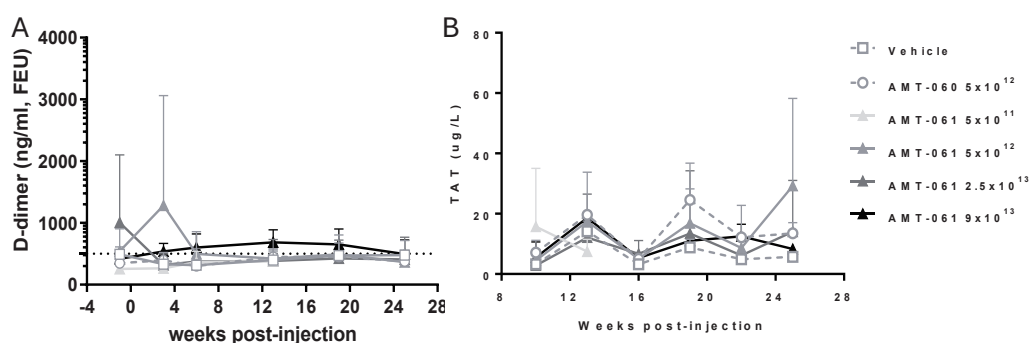 A
D-dimer (ng/ml, FEU)
4000
3000
2000
1000
0
-4 0 4 8 12 16 20 24 28
weeks post-injection
B
TAT (ug/L)
80
60
40
20
0
8 12 16 20 24 28
Weeks post-injection
Vehicle
AMT-060 5x10¹²
AMT-061 5x10¹¹
AMT-061 5x10¹²
AMT-061 2.5x10¹³
AMT-061 9x10¹³